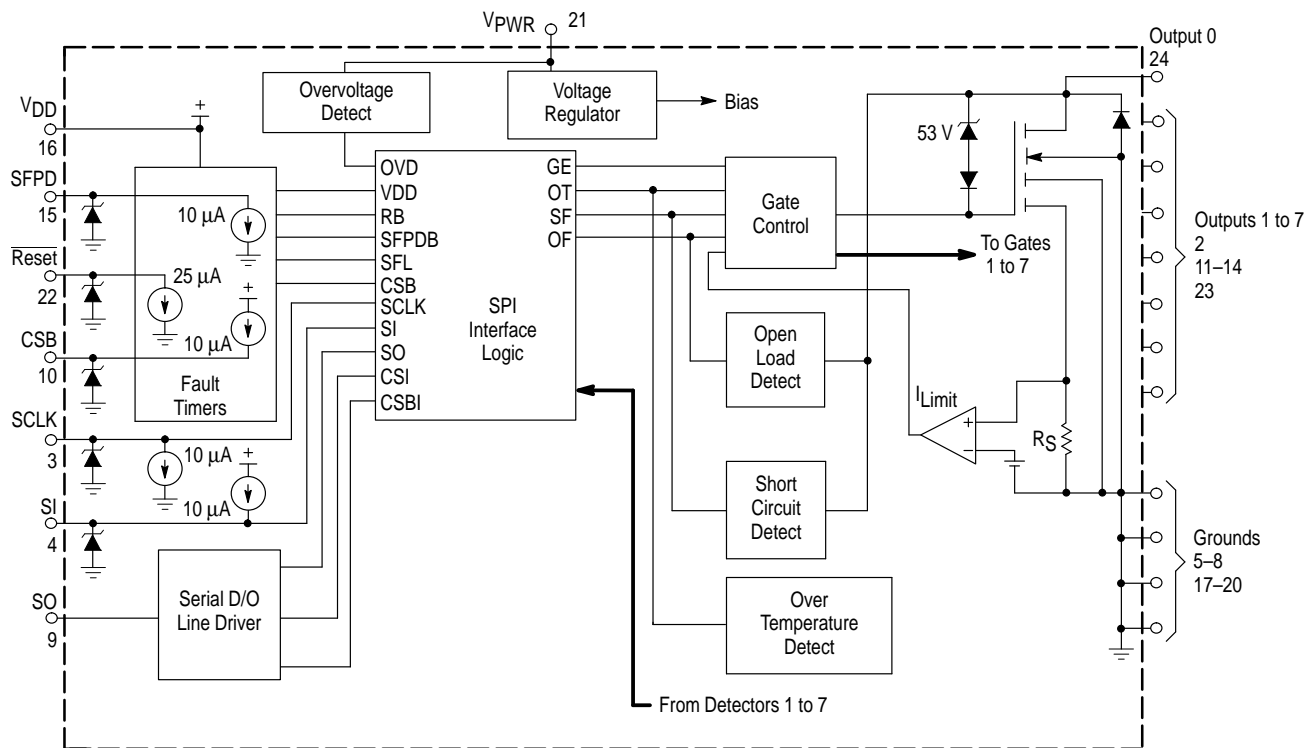 VPWR 21
Output 0
24
VDD
16
+
Overvoltage
Detect
Voltage
Regulator
Bias
53 V
SFPD
15
10 μA
Reset
22
25 μA
+
CSB
10
10 μA
Fault
Timers
OVD
VDD
RB
SFPDB
SFL
CSB
SCLK
SI
SO
CSI
CSBI
SPI
Interface
Logic
GE
OT
SF
OF
Gate
Control
To Gates
1 to 7
Outputs 1 to 7
2
11–14
23
Open
Load
Detect
ILimit
+
–
RS
SCLK
3
10 μA
+
SI
4
10 μA
Short
Circuit
Detect
Grounds
5–8
17–20
SO
9
Serial D/O
Line Driver
Over
Temperature
Detect
From Detectors 1 to 7